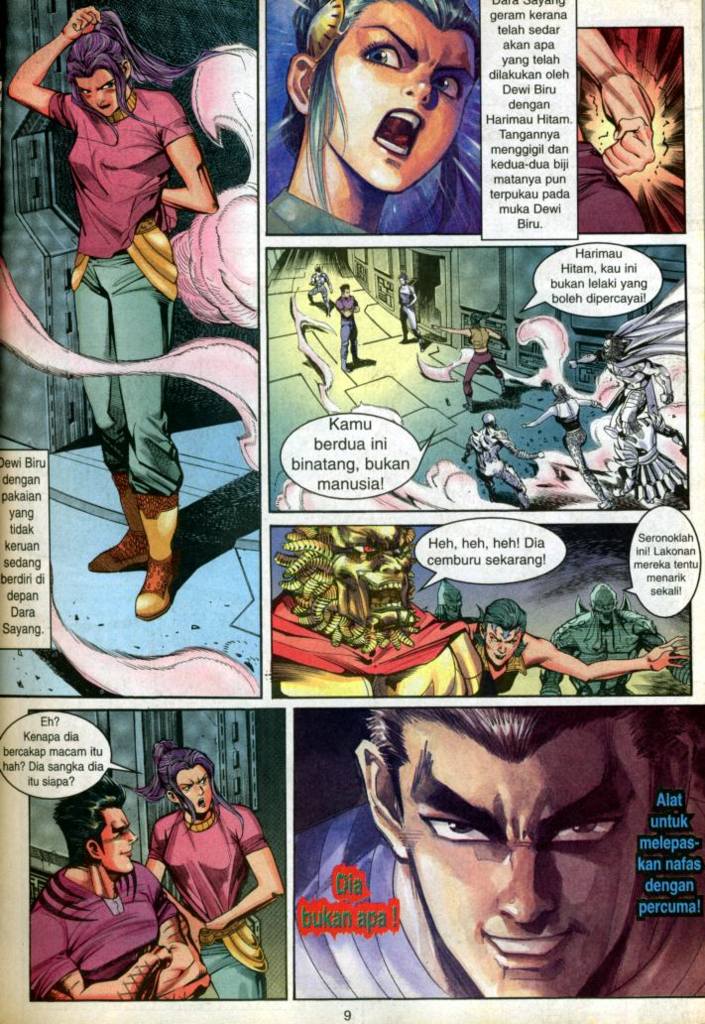 Dewi Biru
dengan
pakaian
yang
tidak
keruan
sedang
berdiri di
depan
Dara
Sayang.
Dara Sayang
geram kerana
telah sedar
akan apa
yang telah
dilakukan oleh
Dewi Biru
dengan
Harimau Hitam.
Tangannya
menggigil dan
kedua-dua biji
matanya pun
terpukau pada
muka Dewi
Biru.
Harimau
Hitam, kau ini
bukan lelaki yang
boleh dipercayai!
Kamu
berdua ini
binatang, bukan
manusia!
Heh, heh, heh! Dia
cemburu sekarang!
Seronoklah
ini! Lakonan
mereka tentu
menarik
sekali!
Eh?
Kenapa dia
bercakap macam itu
hah? Dia sangka dia
itu siapa?
Dia
bukan apa!
Alat
untuk
melepas-
kan nafas
dengan
percuma!
9